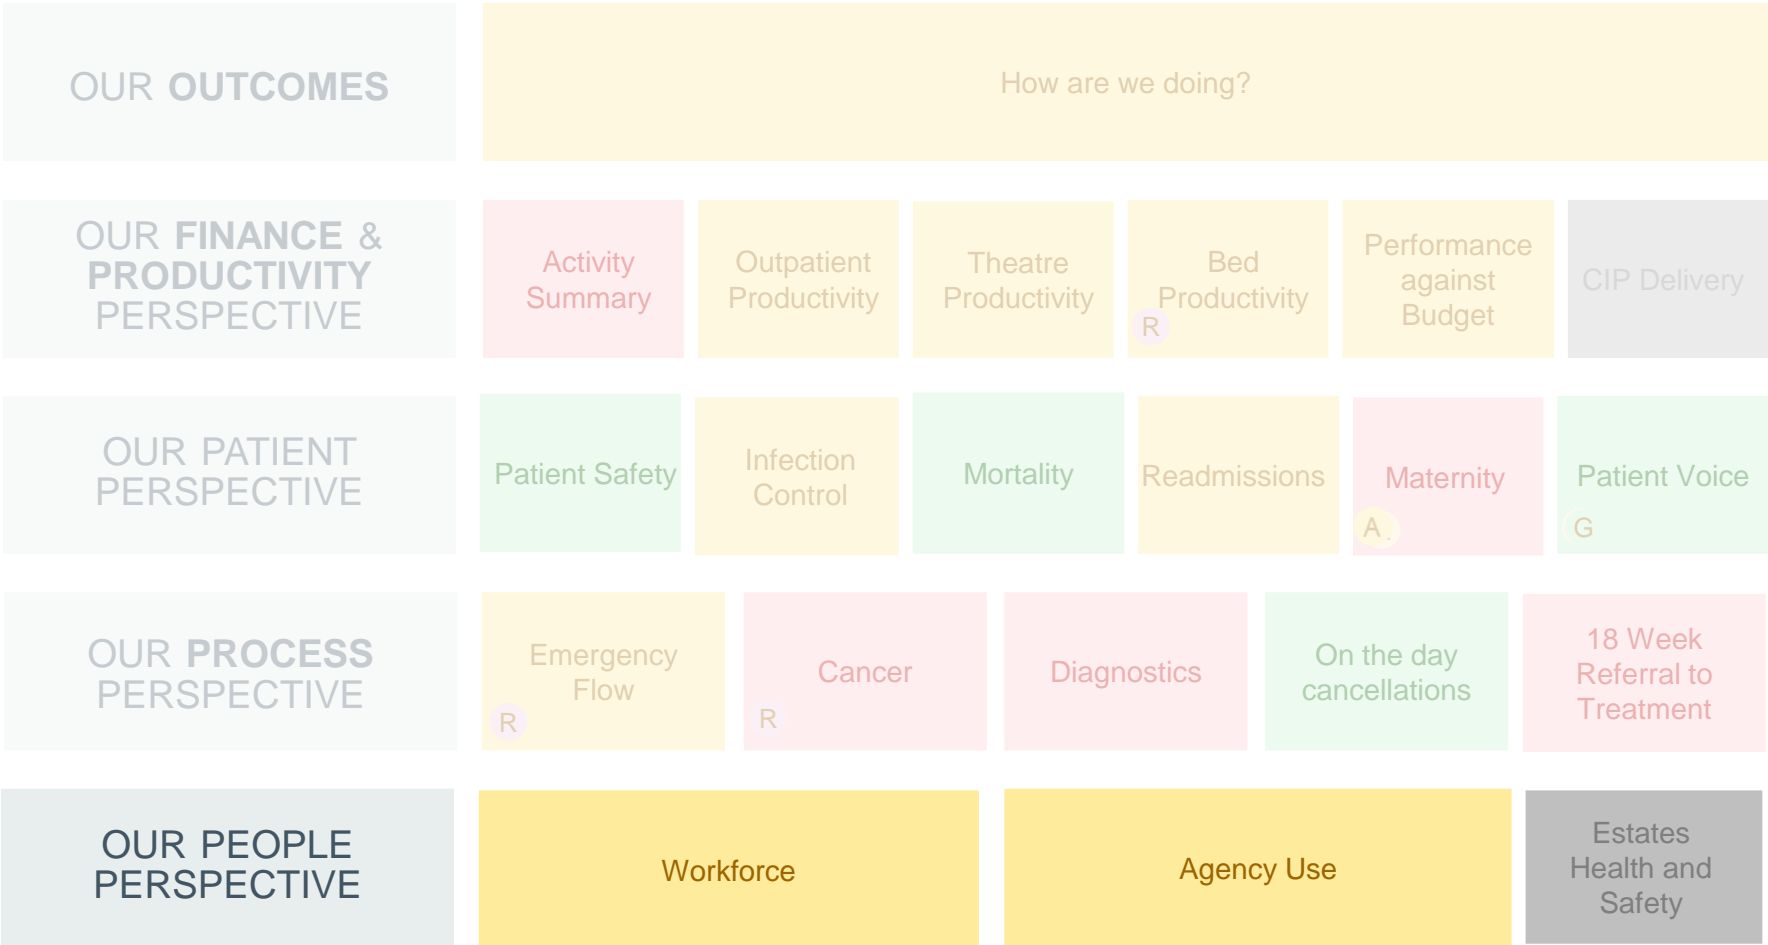 OUR OUTCOMES
How are we doing?
OUR FINANCE &
PRODUCTIVITY
PERSPECTIVE
Activity
Summary
Outpatient
Productivity
Theatre
Productivity
Bed
Productivity
R
Performance
against
Budget
CIP Delivery
OUR PATIENT
PERSPECTIVE
Patient Safety
Infection
Control
Mortality
Readmissions
Maternity
A .
Patient Voice
G
OUR PROCESS
PERSPECTIVE
Emergency
Flow
R
Cancer
R
Diagnostics
On the day
cancellations
18 Week
Referral to
Treatment
OUR PEOPLE
PERSPECTIVE
Workforce
Agency Use
Estates
Health and
Safety